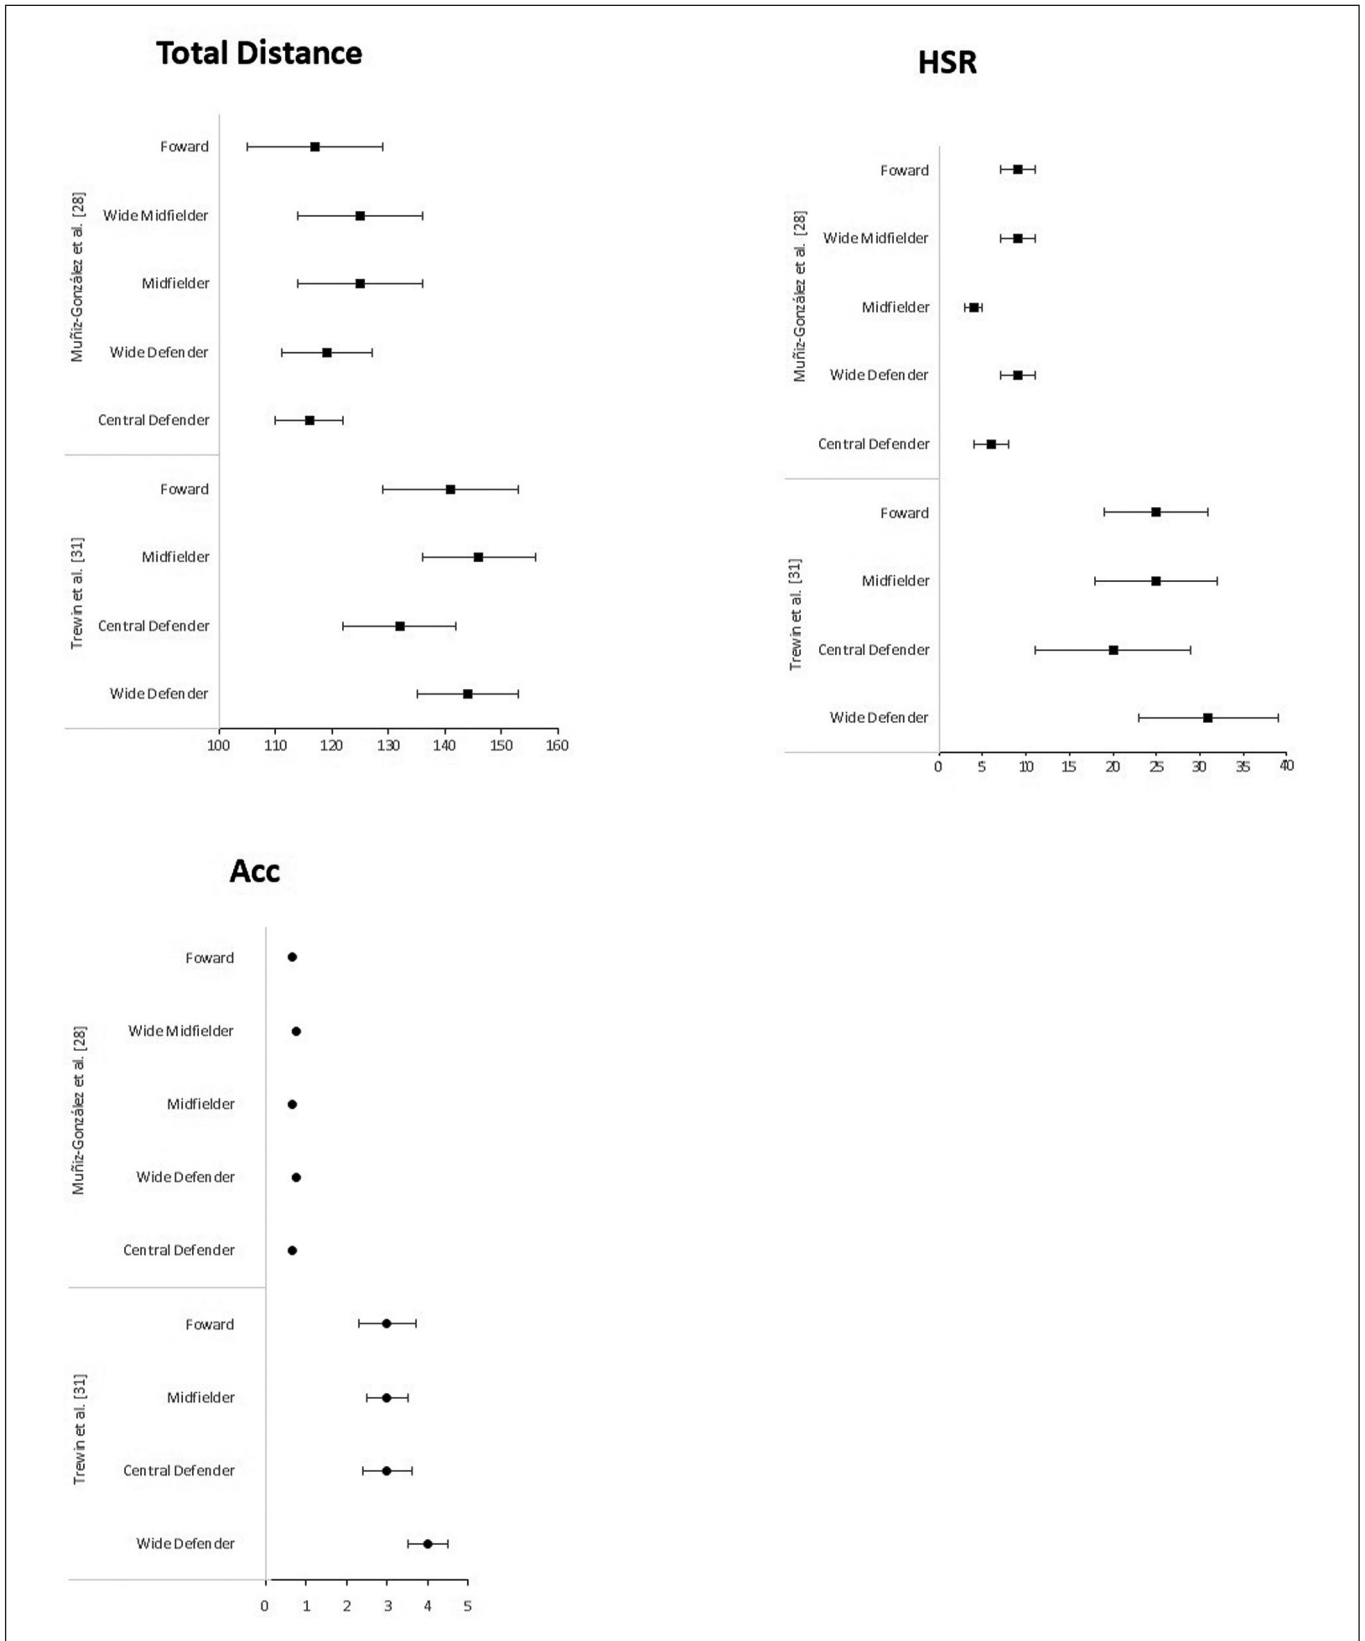 Total Distance
Muñiz-González et al. [28]
Foward
Wide Midfielder
Midfielder
Wide Defender
Central Defender
Trewin et al. [31]
Foward
Midfielder
Central Defender
Wide Defender
100 110 120 130 140 150 160
HSR
Muñiz-González et al. [28]
Foward
Wide Midfielder
Midfielder
Wide Defender
Central Defender
Trewin et al. [31]
Foward
Midfielder
Central Defender
Wide Defender
0 5 10 15 20 25 30 35 40
Acc
Muñiz-González et al. [28]
Foward
Wide Midfielder
Midfielder
Wide Defender
Central Defender
Trewin et al. [31]
Foward
Midfielder
Central Defender
Wide Defender
0 1 2 3 4 5